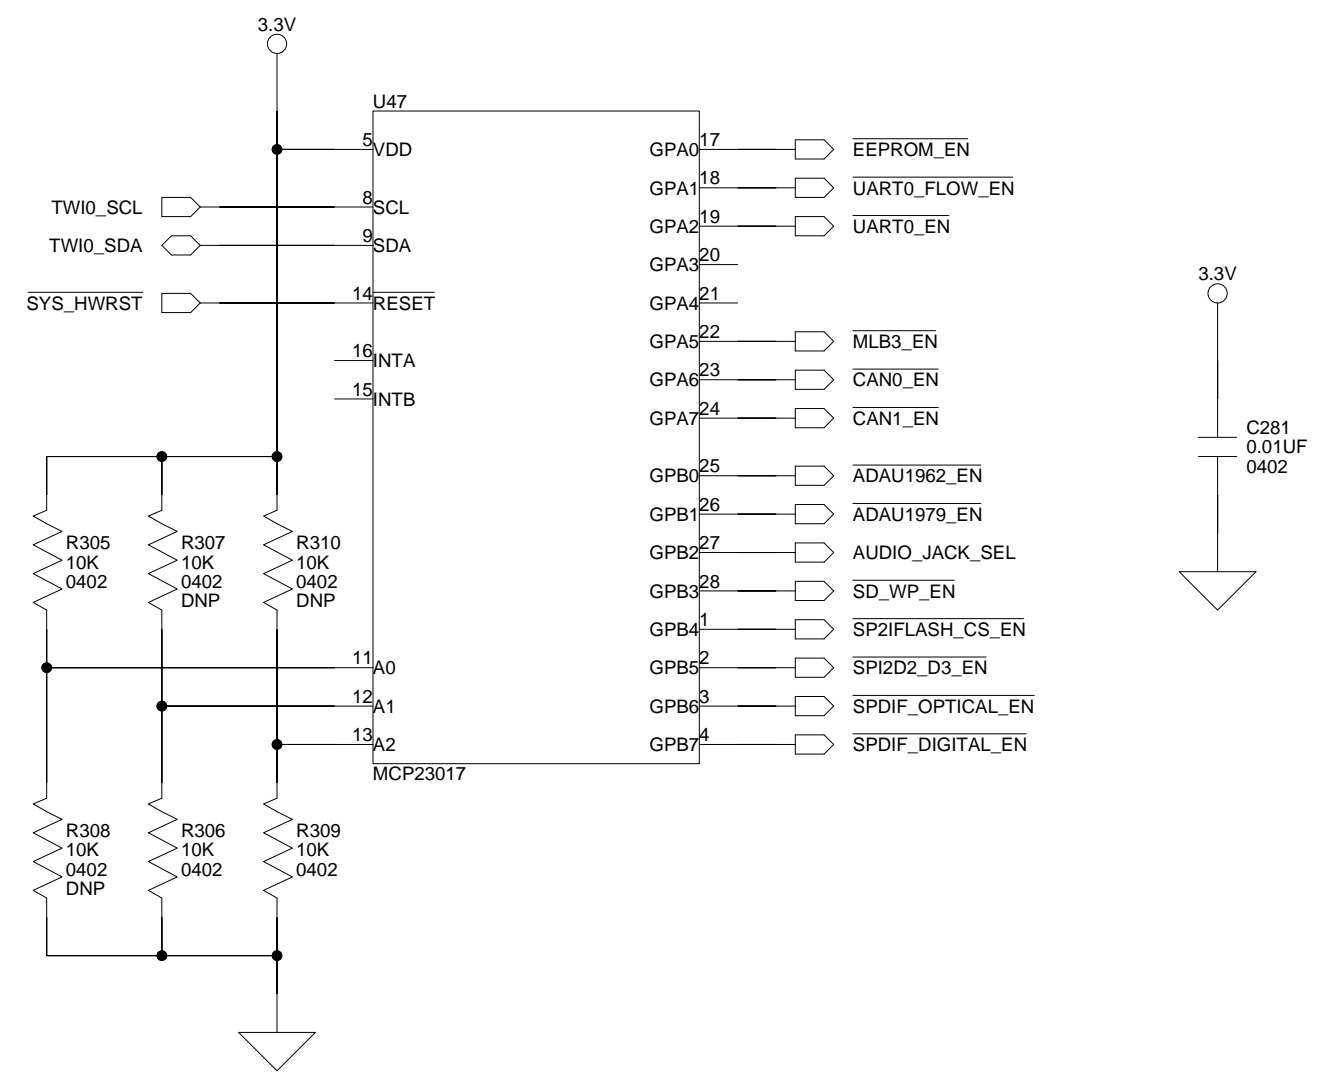 3.3V
U47
5 VDD
GPA0 17 EEPROM_EN
GPA1 18 UART0_FLOW_EN
TWI0_SCL 8 SCL
GPA2 19 UART0_EN
TWI0_SDA 9 SDA
GPA3 20
SYS_HWRST 14 RESET
GPA4 21
GPA5 22 MLB3_EN
16 INTA
GPA6 23 CAN0_EN
15 INTB
GPA7 24 CAN1_EN
GPB0 25 ADAU1962_EN
GPB1 26 ADAU1979_EN
GPB2 27 AUDIO_JACK_SEL
GPB3 28 SD_WP_EN
GPB4 1 SP2IFLASH_CS_EN
GPB5 2 SPI2D2_D3_EN
GPB6 3 SPDIF_OPTICAL_EN
GPB7 4 SPDIF_DIGITAL_EN
R305
10K
0402
R307
10K
0402
DNP
R310
10K
0402
DNP
11 A0
12 A1
13 A2
MCP23017
R308
10K
0402
DNP
R306
10K
0402
R309
10K
0402
3.3V
C281
0.01UF
0402